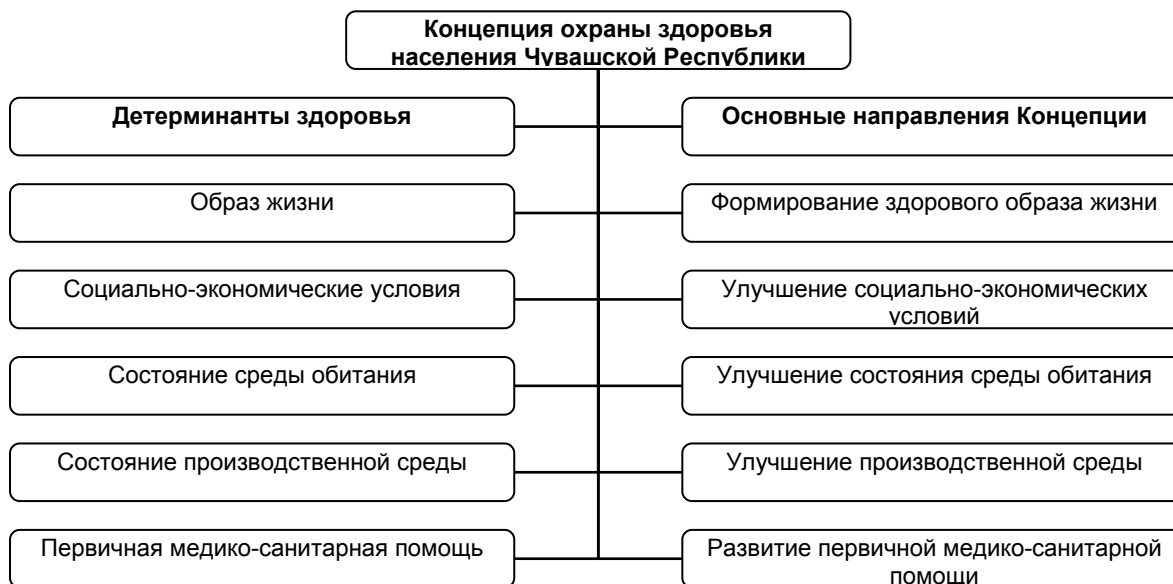 Концепция охраны здоровья
населения Чувашской Республики
Детерминанты здоровья
Основные направления Концепции
Образ жизни
Формирование здорового образа жизни
Социально-экономические условия
Улучшение социально-экономических
условий
Состояние среды обитания
Улучшение состояния среды обитания
Состояние производственной среды
Улучшение производственной среды
Первичная медико-санитарная помощь
Развитие первичной медико-санитарной
помощи